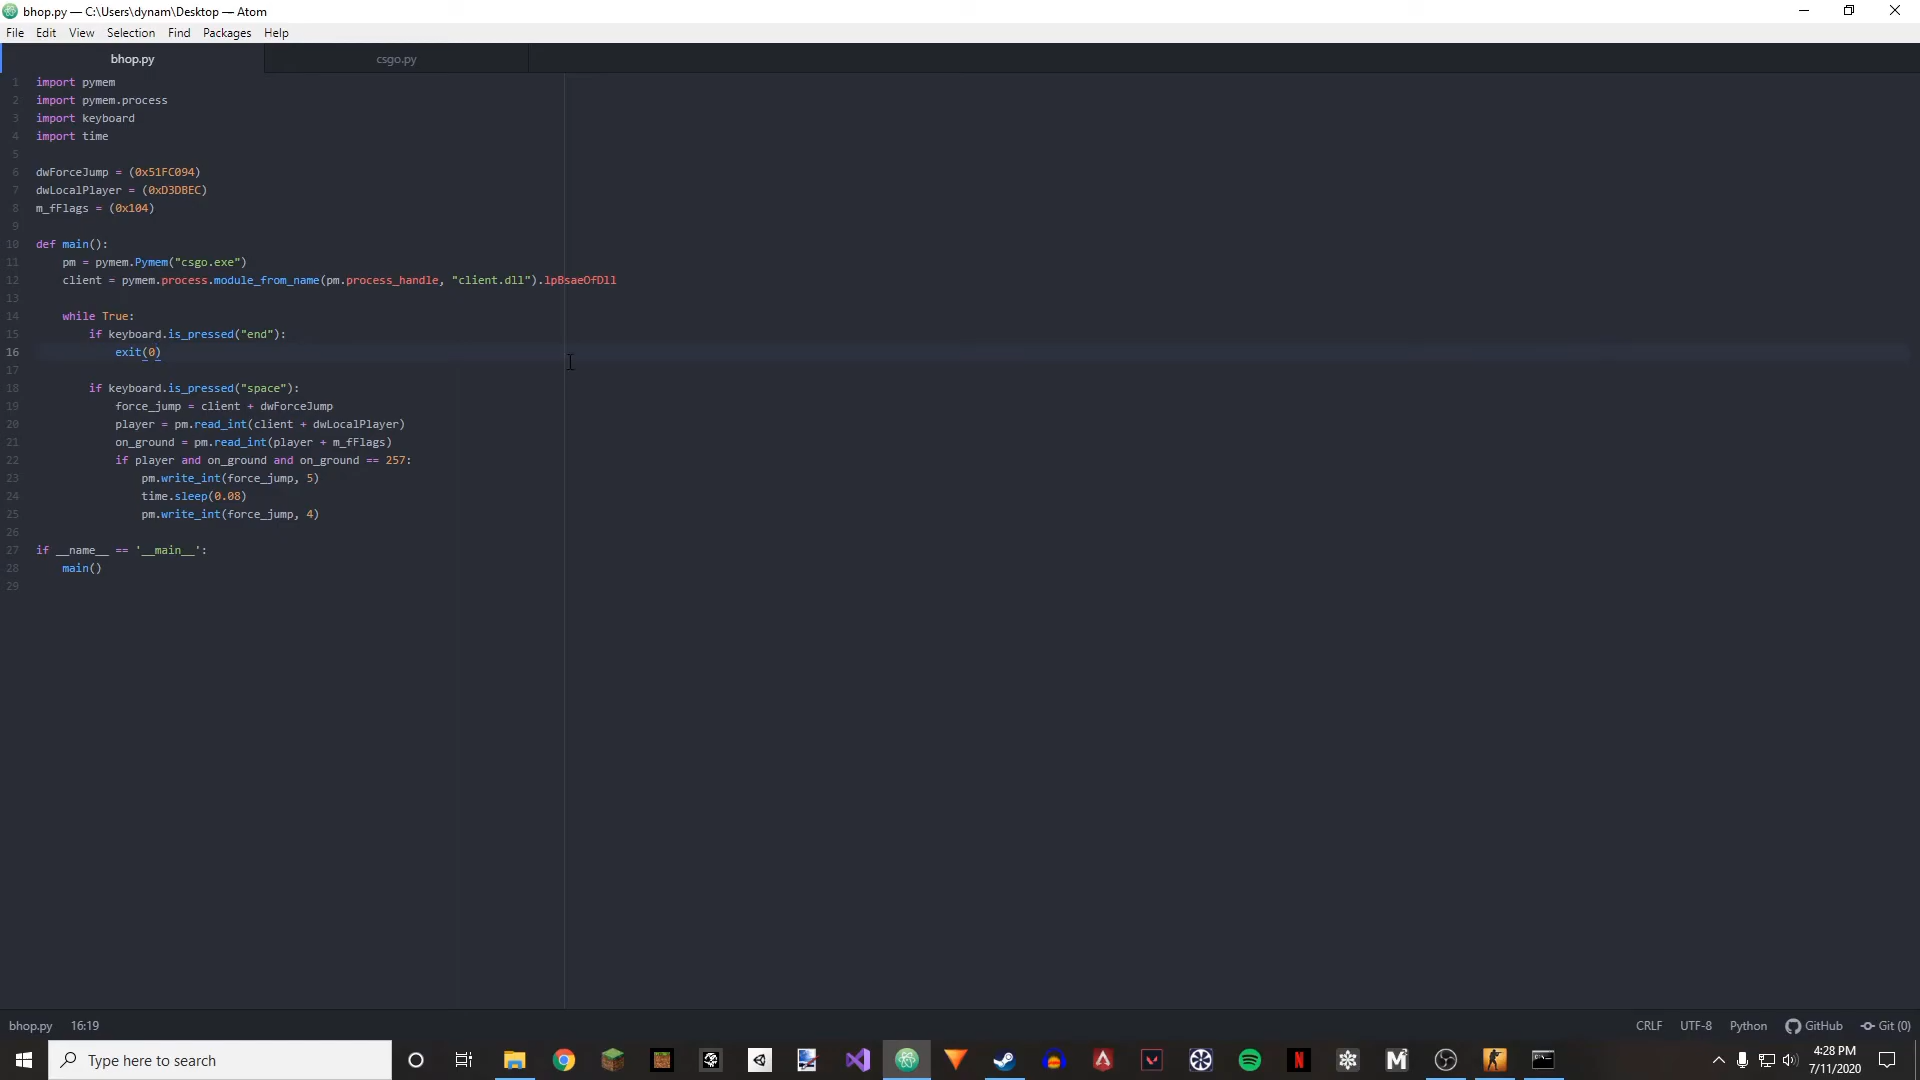 bhop.py — C:\Users\dynam\Desktop — Atom
File Edit View Selection Find Packages Help
bhop.py csgo.py
1 import pymem
2 import pymem.process
3 import keyboard
4 import time
5
6 dwForceJump = (0x51FC094)
7 dwLocalPlayer = (0xD3DBEC)
8 m_fFlags = (0x104)
9
10 def main():
11 pm = pymem.Pymem("csgo.exe")
12 client = pymem.process.module_from_name(pm.process_handle, "client.dll").lpBsaeOfDll
13
14 while True:
15 if keyboard.is_pressed("end"):
16 exit(0)
17
18 if keyboard.is_pressed("space"):
19 force_jump = client + dwForceJump
20 player = pm.read_int(client + dwLocalPlayer)
21 on_ground = pm.read_int(player + m_fFlags)
22 if player and on_ground and on_ground == 257:
23 pm.write_int(force_jump, 5)
24 time.sleep(0.08)
25 pm.write_int(force_jump, 4)
26
27 if __name__ == '__main__':
28 main()
29
bhop.py 16:19 CRLF UTF-8 Python GitHub Git (0)
Type here to search
4:28 PM
7/11/2020